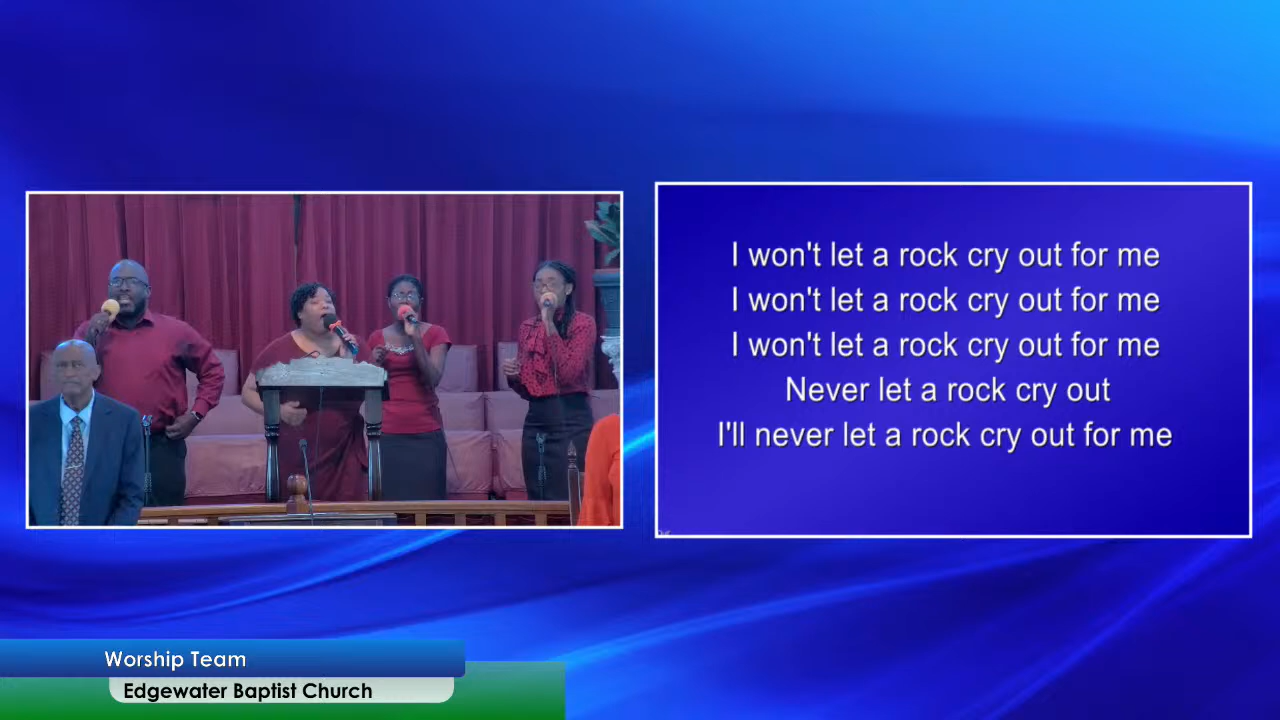 I won't let a rock cry out for me
I won't let a rock cry out for me
I won't let a rock cry out for me
Never let a rock cry out
I'll never let a rock cry out for me
Worship Team
Edgewater Baptist Church